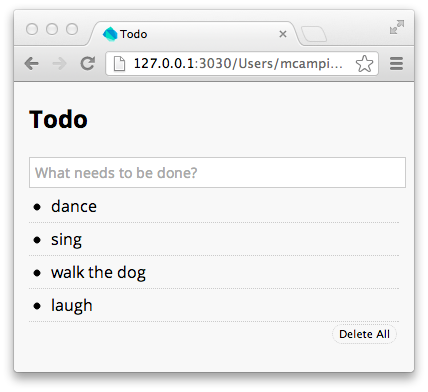 Todo
127.0.0.1:3030/Users/mcampi...
Todo
What needs to be done?
dance
sing
walk the dog
laugh
Delete All